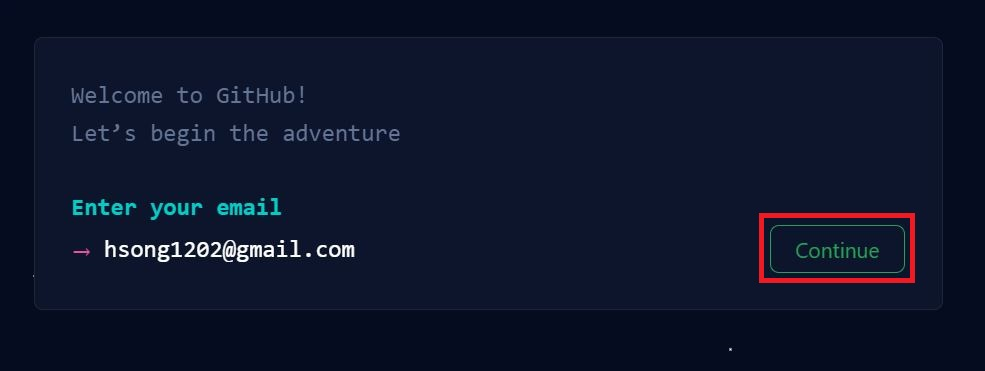 Welcome to GitHub!
Let’s begin the adventure
Enter your email
→ hsong1202@gmail.com
Continue